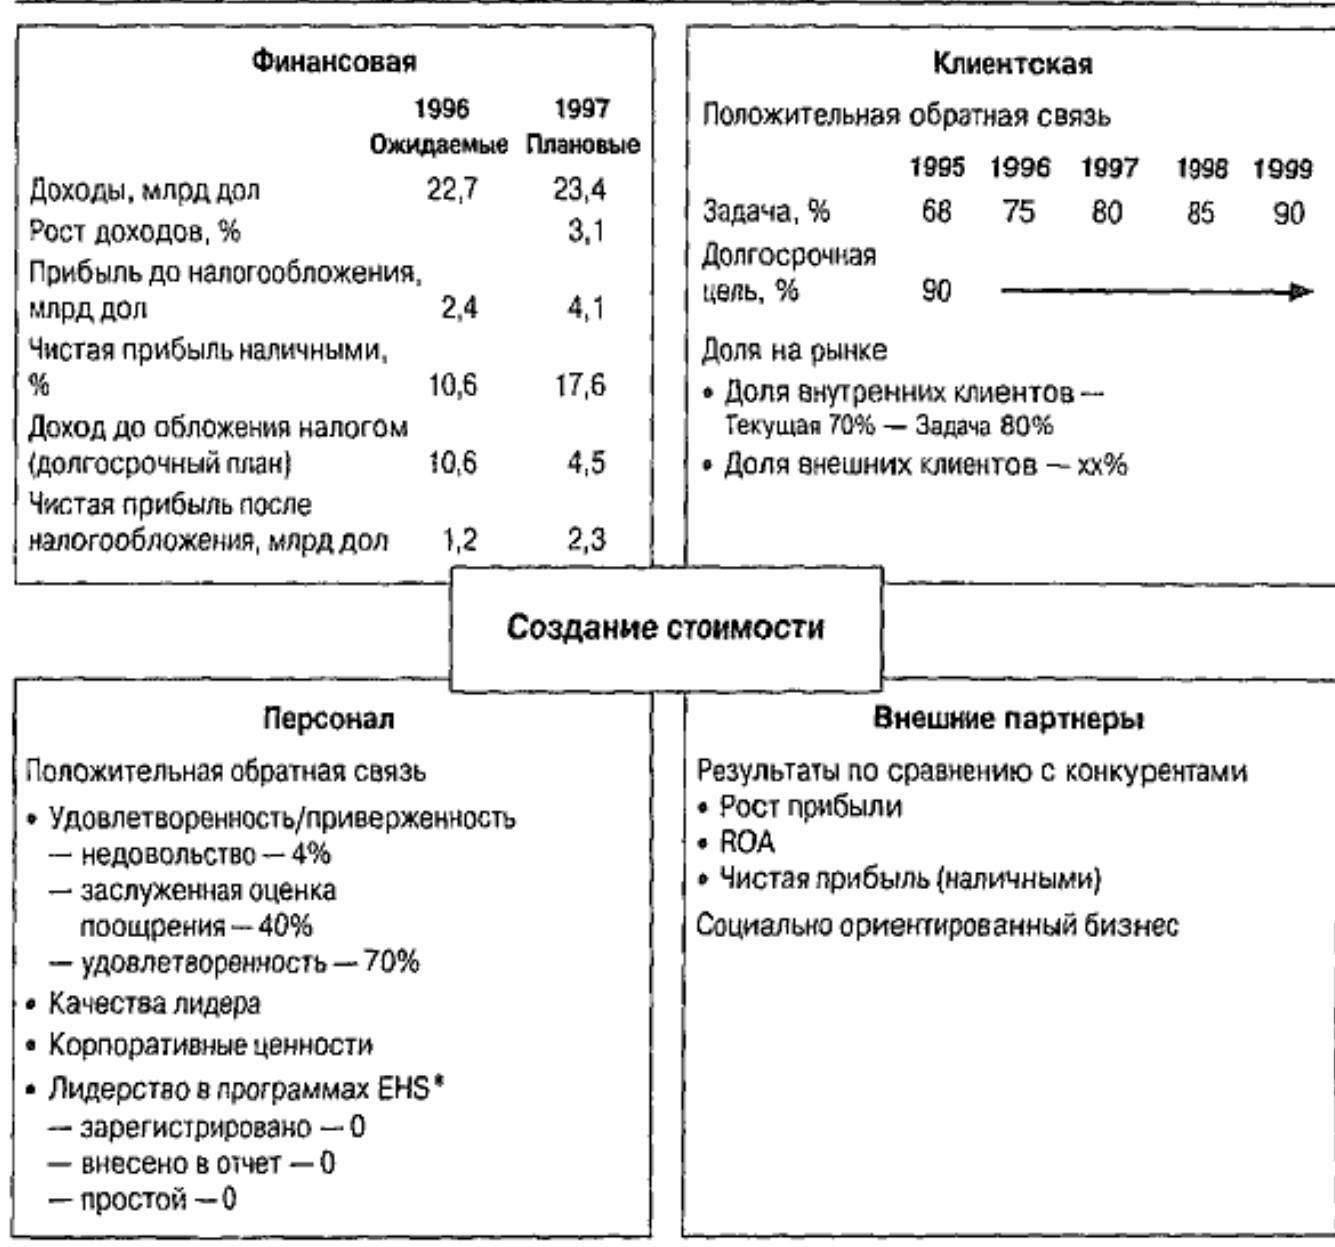 Финансовая
1996 1997
Ожидаемые Плановые
Доходы, млрд дол 22,7 23,4
Рост доходов, % 3,1
Прибыль до налогообложения,
млрд дол 2,4 4,1
Чистая прибыль наличными,
% 10,6 17,6
Доход до обложения налогом
(долгосрочный план) 10,6 4,5
Чистая прибыль после
налогообложения, млрд дол 1,2 2,3
Клиентская
Положительная обратная связь
1995 1996 1997 1998 1999
Задача, % 68 75 80 85 90
Долгосрочная
цель, % 90
Доля на рынке
• Доля внутренних клиентов —
Текущая 70% — Задача 80%
• Доля внешних клиентов — xx%
Создание стоимости
Персонал
Положительная обратная связь
• Удовлетворенность/приверженность
— недовольство — 4%
— заслуженная оценка
поощрения — 40%
— удовлетворенность — 70%
• Качества лидера
• Корпоративные ценности
• Лидерство в программах EHS*
— зарегистрировано — 0
— внесено в отчет — 0
— простой — 0
Внешние партнеры
Результаты по сравнению с конкурентами
• Рост прибыли
• ROA
• Чистая прибыль (наличными)
Социально ориентированный бизнес